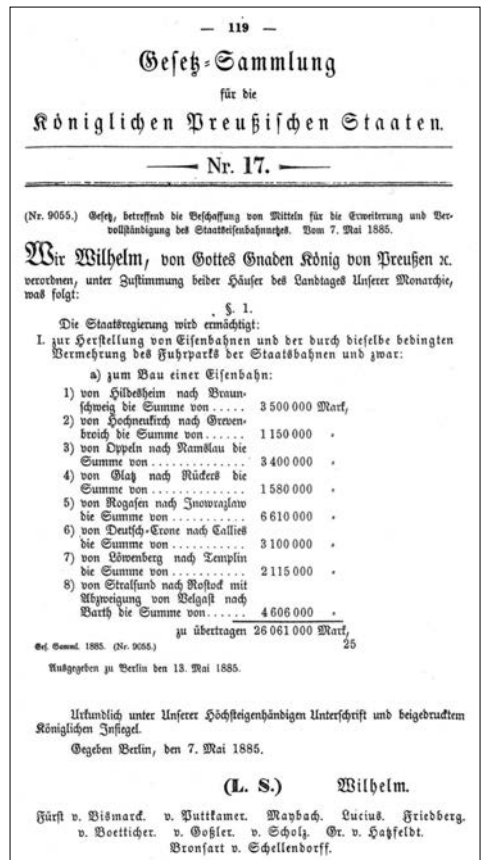 — 119 —
Gesetz-Sammlung
für die
Königlichen Preußischen Staaten.
Nr. 17.
(Nr. 9055.) Gesetz, betreffend die Beschaffung von Mitteln für die Erweiterung und Ver-
vollständigung des Staatseisenbahnnetzes. Vom 7. Mai 1885.
Wir Wilhelm, von Gottes Gnaden König von Preußen ꝛc.
verordnen, unter Zustimmung beider Häuser des Landtages Unserer Monarchie,
was folgt:
§. 1.
Die Staatsregierung wird ermächtigt:
I. zur Herstellung von Eisenbahnen und der durch dieselbe bedingten
Vermehrung des Fuhrparks der Staatsbahnen und zwar:
a) zum Bau einer Eisenbahn:
1) von Hildesheim nach Braun-
schweig die Summe von ..... 3 500 000 Mark,
2) von Hochneukirch nach Greven-
broich die Summe von ...... 1 150 000 „
3) von Oppeln nach Namslau die
Summe von .............. 3 400 000 „
4) von Glatz nach Rückers die
Summe von .............. 1 580 000 „
5) von Rogasen nach Inowrazlaw
die Summe von ........... 6 610 000 „
6) von Deutsch-Crone nach Callies
die Summe von ........... 3 100 000 „
7) von Löwenberg nach Templin
die Summe von ........... 2 115 000 „
8) von Stralsund nach Rostock mit
Abzweigung von Velgast nach
Barth die Summe von ...... 4 606 000 „
zu übertragen 26 061 000 Mark,
Ges. Samml. 1885. (Nr. 9055.) 25
Ausgegeben zu Berlin den 13. Mai 1885.
Urkundlich unter Unserer Höchsteigenhändigen Unterschrift und beigedrucktem
Königlichen Insiegel.
Gegeben Berlin, den 7. Mai 1885.
(L. S.) Wilhelm.
Fürst v. Bismarck. v. Puttkamer. Maybach. Lucius. Friedberg.
v. Boetticher. v. Goßler. v. Scholz. Gr. v. Hatzfeldt.
Bronsart v. Schellendorff.